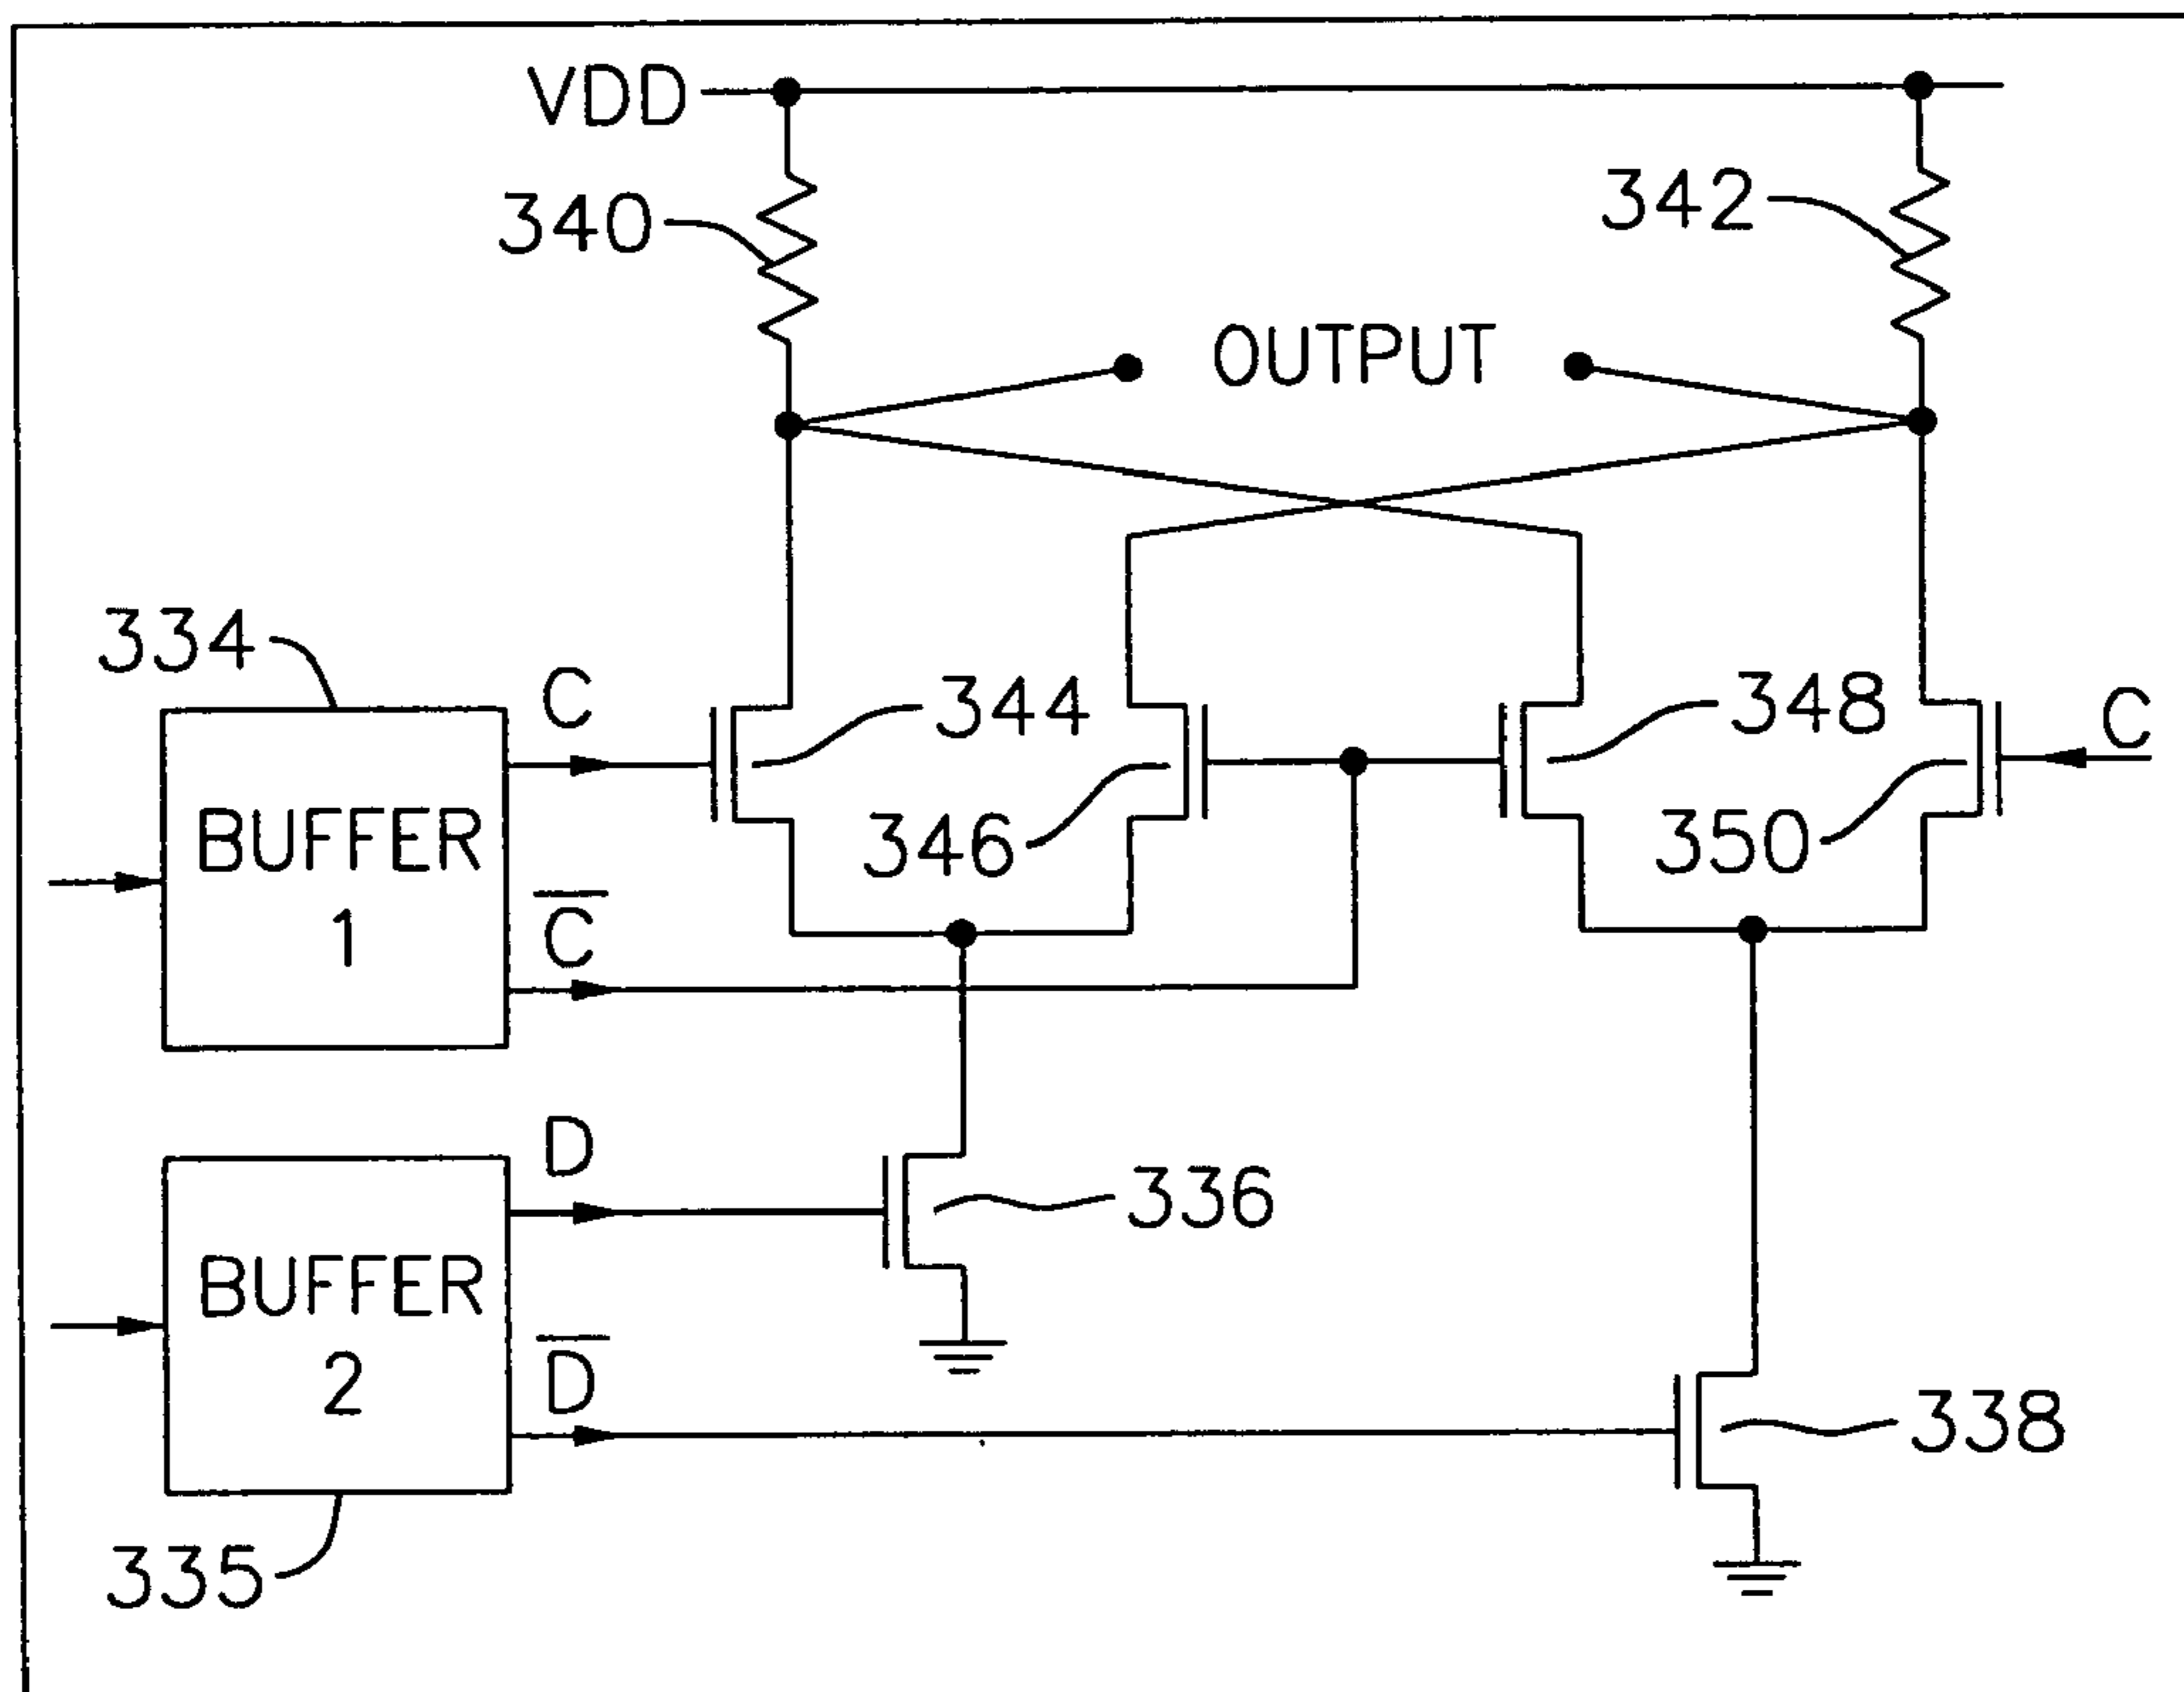 VDD
340
342
OUTPUT
334
C
344
348
C
BUFFER
1
346
350
C̅
D
336
BUFFER
2
D̅
338
335